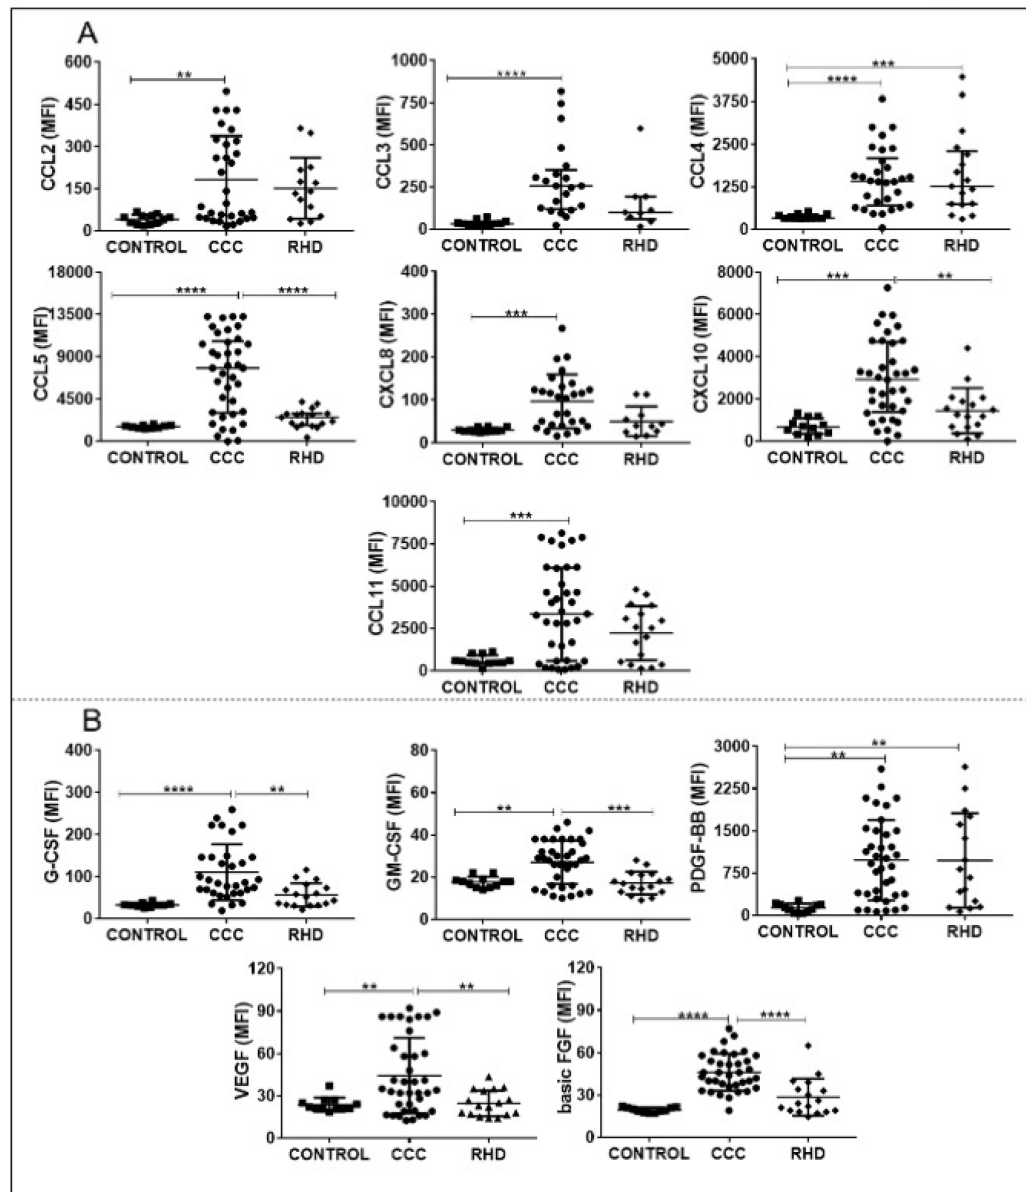 A
CCL2 (MFI)
600
450
300
150
0
**
CONTROL CCC RHD
CCL3 (MFI)
1000
750
500
250
0
****
CONTROL CCC RHD
CCL4 (MFI)
5000
3750
2500
1250
0
***
****
CONTROL CCC RHD
CCL5 (MFI)
18000
13500
9000
4500
0
**** ****
CONTROL CCC RHD
CXCL8 (MFI)
400
300
200
100
0
***
CONTROL CCC RHD
CXCL10 (MFI)
8000
6000
4000
2000
0
*** **
CONTROL CCC RHD
CCL11 (MFI)
10000
7500
5000
2500
0
***
CONTROL CCC RHD
B
G-CSF (MFI)
400
300
200
100
0
**** **
CONTROL CCC RHD
GM-CSF (MFI)
80
60
40
20
0
** ***
CONTROL CCC RHD
PDGF-BB (MFI)
3000
2250
1500
750
0
**
**
CONTROL CCC RHD
VEGF (MFI)
120
90
60
30
0
** **
CONTROL CCC RHD
basic FGF (MFI)
120
90
60
30
0
**** ****
CONTROL CCC RHD